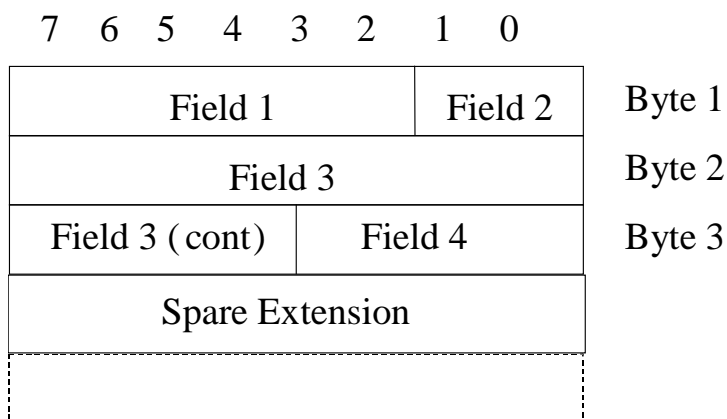 7 6 5 4 3 2 1 0
Field 1 Field 2 Byte 1
Field 3 Byte 2
Field 3 (cont) Field 4 Byte 3
Spare Extension